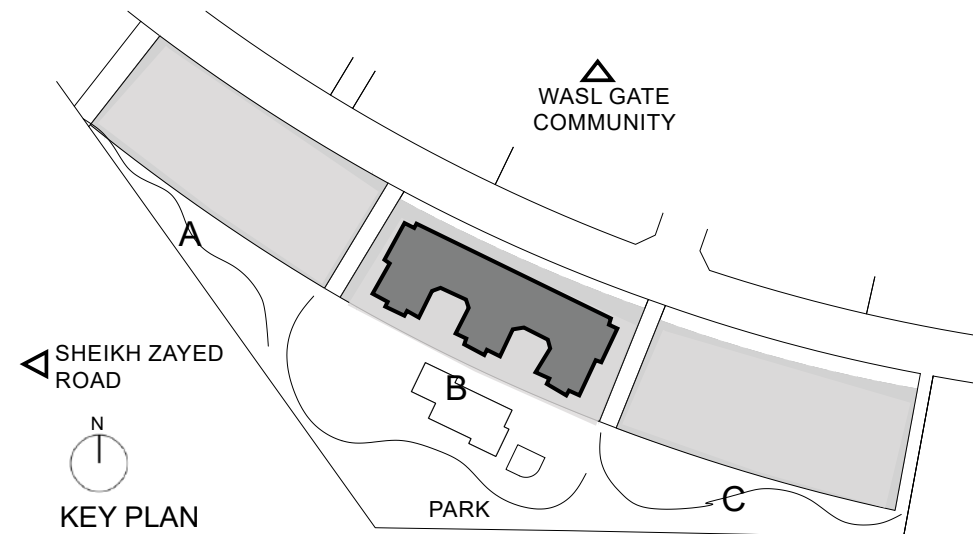 WASL GATE
COMMUNITY
A
SHEIKH ZAYED
ROAD
B
N
C
PARK
KEY PLAN